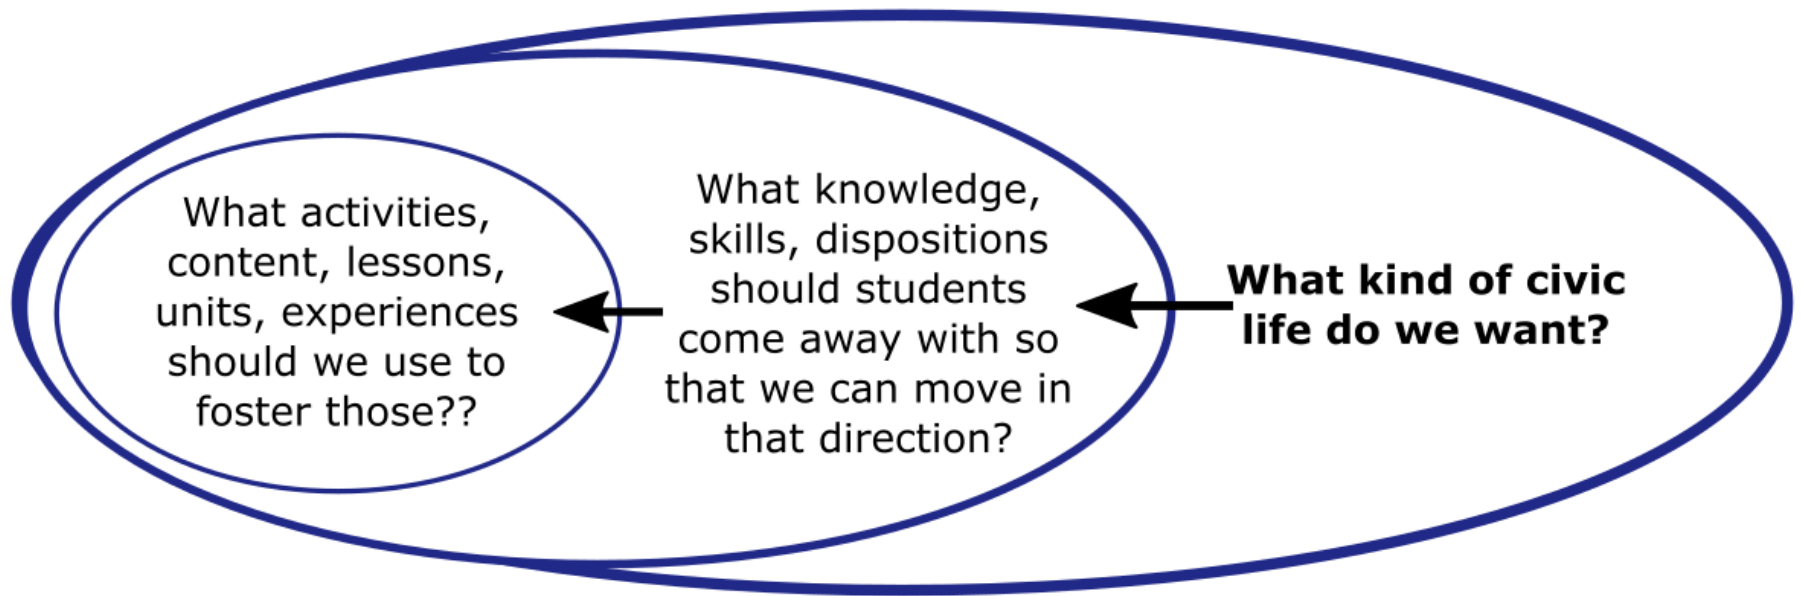 What activities,
content, lessons,
units, experiences
should we use to
foster those??
What knowledge,
skills, dispositions
should students
come away with so
that we can move in
that direction?
What kind of civic
life do we want?